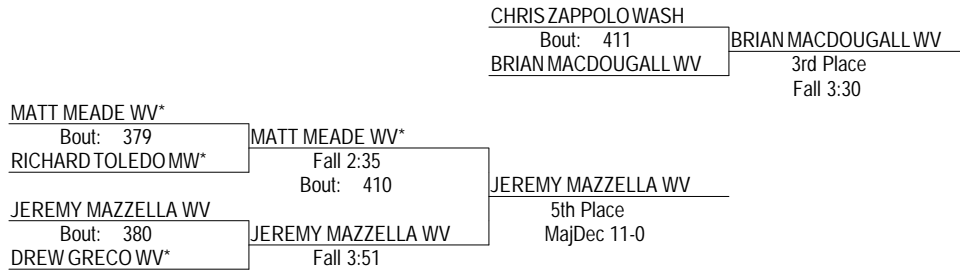 CHRIS ZAPPOLO WASH
Bout: 411
BRIAN MACDOUGALL WV
BRIAN MACDOUGALL WV
3rd Place
Fall 3:30
MATT MEADE WV*
Bout: 379
RICHARD TOLEDO MW*
MATT MEADE WV*
Fall 2:35
Bout: 410
JEREMY MAZZELLA WV
Bout: 380
DREW GRECO WV*
JEREMY MAZZELLA WV
Fall 3:51
JEREMY MAZZELLA WV
5th Place
MajDec 11-0